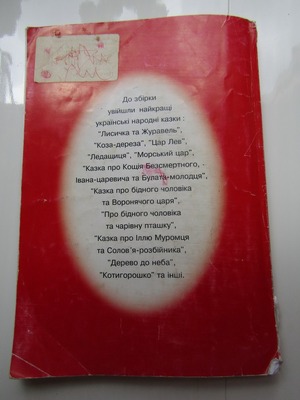 До збірки
увійшли найкращі
українські народні казки :
"Лисичка та Журавель",
"Коза-дереза", "Цар Лев",
"Ледащиця", "Морський цар",
"Казка про Кощія Безсмертного,
Івана-царевича та Булата-молодця",
"Казка про бідного чоловіка
та Воронячого царя",
"Про бідного чоловіка
та чарівну пташку",
"Казка про Іллю Муромця
та Солов'я-розбійника",
"Дерево до неба",
"Котигорошко" та інші.